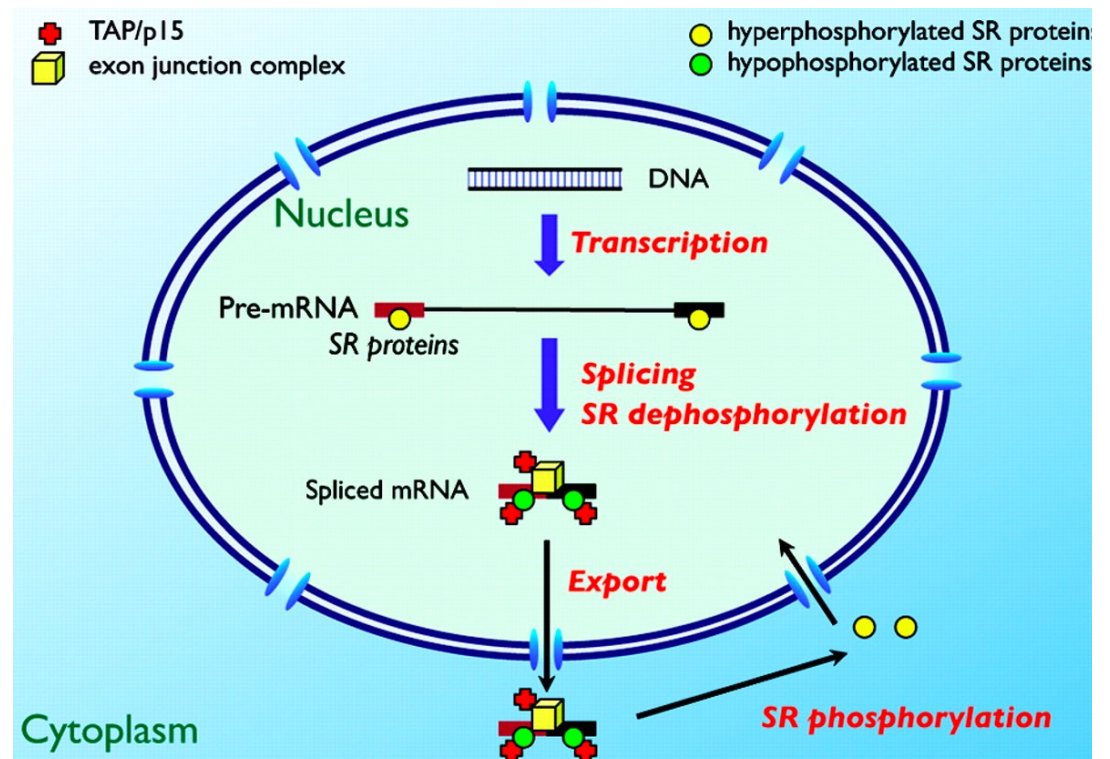 TAP/p15
exon junction complex
hyperphosphorylated SR proteins
hypophosphorylated SR proteins
DNA
Nucleus
Transcription
Pre-mRNA
SR proteins
Splicing
SR dephosphorylation
Spliced mRNA
Export
SR phosphorylation
Cytoplasm